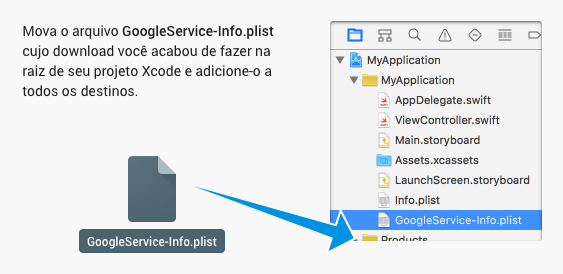 Mova o arquivo GoogleService-Info.plist
cujo download você acabou de fazer na
raiz de seu projeto Xcode e adicione-o a
todos os destinos.
GoogleService-Info.plist
MyApplication
MyApplication
AppDelegate.swift
ViewController.swift
Main.storyboard
Assets.xcassets
LaunchScreen.storyboard
Info.plist
GoogleService-Info.plist
Products